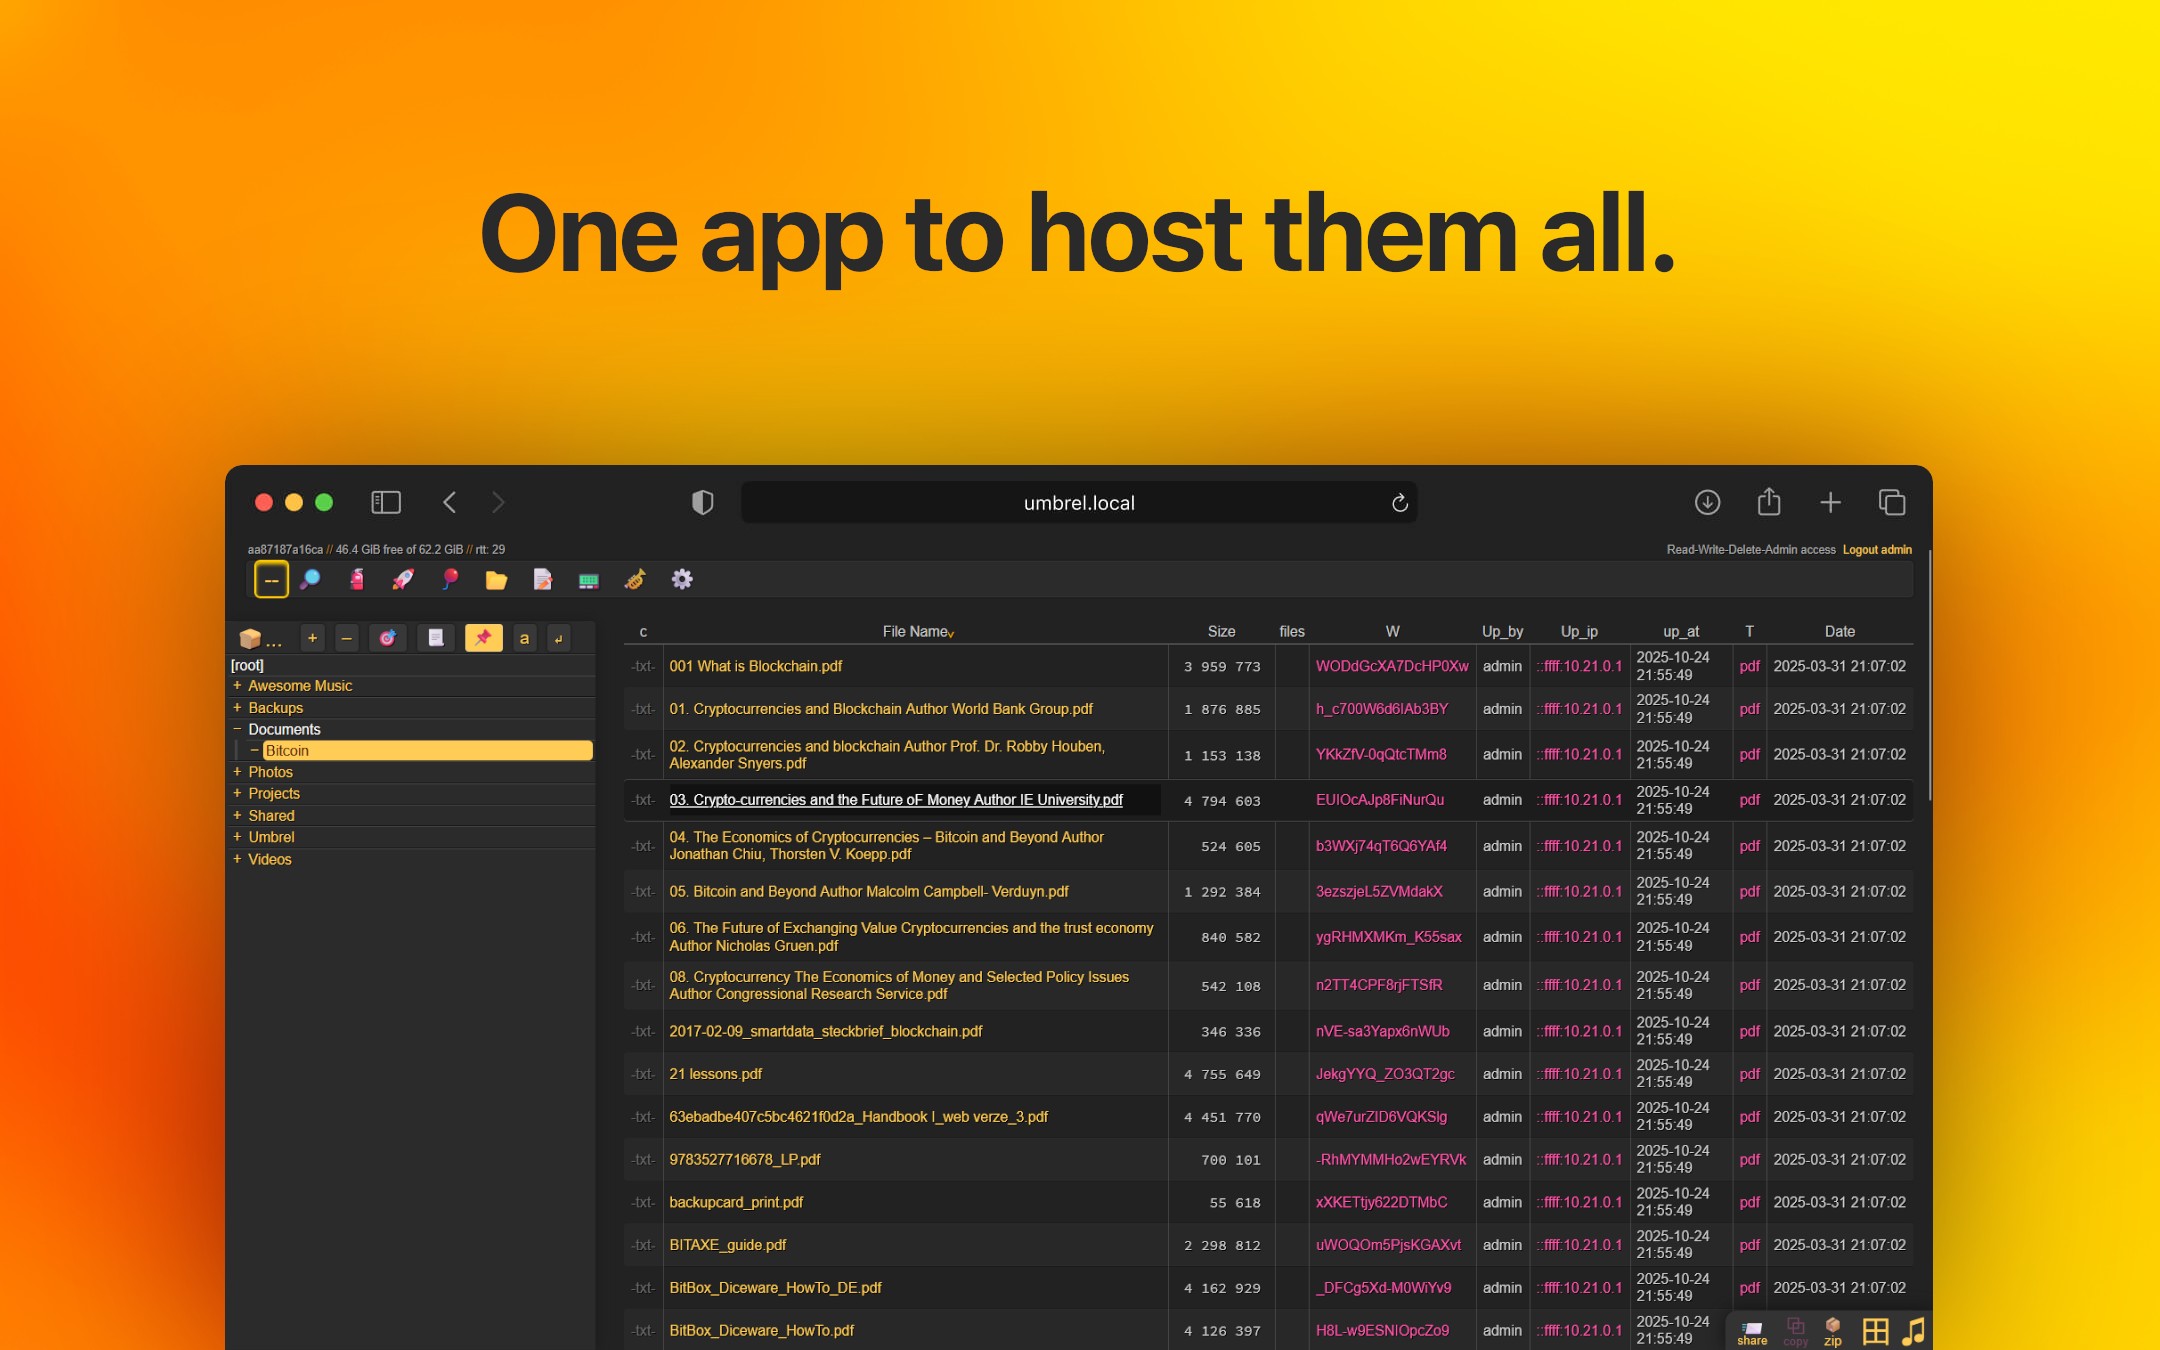 One app to host them all.
umbrel.local
aa87187a16ca // 46.4 GiB free of 62.2 GiB // rtt: 29
Read-Write-Delete-Admin access Logout admin
--
... + – a ↲
[root]
+ Awesome Music
+ Backups
– Documents
– Bitcoin
+ Photos
+ Projects
+ Shared
+ Umbrel
+ Videos
c File Name Size files W Up_by Up_ip up_at T Date
-txt- 001 What is Blockchain.pdf 3 959 773 WODdGcXA7DcHP0Xw admin ::ffff:10.21.0.1 2025-10-24 21:55:49 pdf 2025-03-31 21:07:02
-txt- 01. Cryptocurrencies and Blockchain Author World Bank Group.pdf 1 876 885 h_c700W6d6lAb3BY admin ::ffff:10.21.0.1 2025-10-24 21:55:49 pdf 2025-03-31 21:07:02
-txt- 02. Cryptocurrencies and blockchain Author Prof. Dr. Robby Houben, Alexander Snyers.pdf 1 153 138 YKkZfV-0qQtcTMm8 admin ::ffff:10.21.0.1 2025-10-24 21:55:49 pdf 2025-03-31 21:07:02
-txt- 03. Crypto-currencies and the Future oF Money Author IE University.pdf 4 794 603 EUIOcAJp8FiNurQu admin ::ffff:10.21.0.1 2025-10-24 21:55:49 pdf 2025-03-31 21:07:02
-txt- 04. The Economics of Cryptocurrencies – Bitcoin and Beyond Author Jonathan Chiu, Thorsten V. Koepp.pdf 524 605 b3WXj74qT6Q6YAf4 admin ::ffff:10.21.0.1 2025-10-24 21:55:49 pdf 2025-03-31 21:07:02
-txt- 05. Bitcoin and Beyond Author Malcolm Campbell- Verduyn.pdf 1 292 384 3ezszjeL5ZVMdakX admin ::ffff:10.21.0.1 2025-10-24 21:55:49 pdf 2025-03-31 21:07:02
-txt- 06. The Future of Exchanging Value Cryptocurrencies and the trust economy Author Nicholas Gruen.pdf 840 582 ygRHMXMKm_K55sax admin ::ffff:10.21.0.1 2025-10-24 21:55:49 pdf 2025-03-31 21:07:02
-txt- 08. Cryptocurrency The Economics of Money and Selected Policy Issues Author Congressional Research Service.pdf 542 108 n2TT4CPF8rjFTSfR admin ::ffff:10.21.0.1 2025-10-24 21:55:49 pdf 2025-03-31 21:07:02
-txt- 2017-02-09_smartdata_steckbrief_blockchain.pdf 346 336 nVE-sa3Yapx6nWUb admin ::ffff:10.21.0.1 2025-10-24 21:55:49 pdf 2025-03-31 21:07:02
-txt- 21 lessons.pdf 4 755 649 JekgYYQ_ZO3QT2gc admin ::ffff:10.21.0.1 2025-10-24 21:55:49 pdf 2025-03-31 21:07:02
-txt- 63ebadbe407c5bc4621f0d2a_Handbook I_web verze_3.pdf 4 451 770 qWe7urZID6VQKSlg admin ::ffff:10.21.0.1 2025-10-24 21:55:49 pdf 2025-03-31 21:07:02
-txt- 9783527716678_LP.pdf 700 101 -RhMYMMHo2wEYRVk admin ::ffff:10.21.0.1 2025-10-24 21:55:49 pdf 2025-03-31 21:07:02
-txt- backupcard_print.pdf 55 618 xXKETtjy622DTMbC admin ::ffff:10.21.0.1 2025-10-24 21:55:49 pdf 2025-03-31 21:07:02
-txt- BITAXE_guide.pdf 2 298 812 uWOQOm5PjsKGAXvt admin ::ffff:10.21.0.1 2025-10-24 21:55:49 pdf 2025-03-31 21:07:02
-txt- BitBox_Diceware_HowTo_DE.pdf 4 162 929 _DFCg5Xd-M0WiYv9 admin ::ffff:10.21.0.1 2025-10-24 21:55:49 pdf 2025-03-31 21:07:02
-txt- BitBox_Diceware_HowTo.pdf 4 126 397 H8L-w9ESNIOpcZo9 admin ::ffff:10.21.0.1 2025-10-24 21:55:49
share copy zip